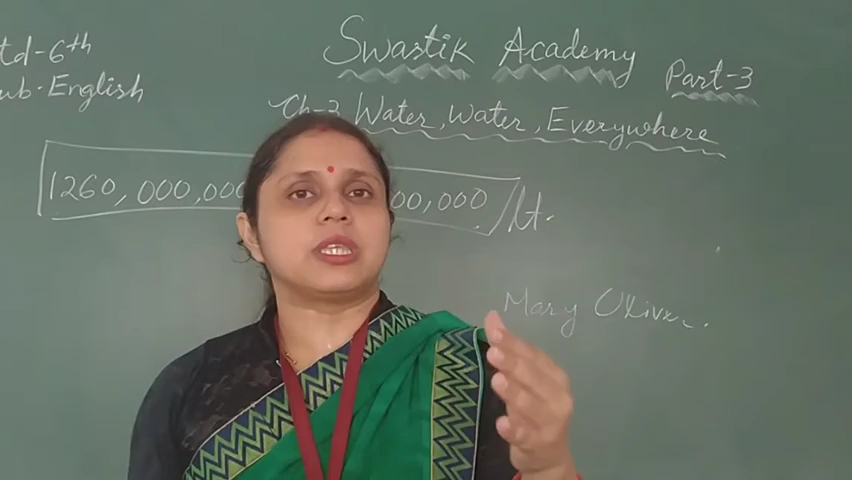 td-6th
ub.English
Swastik Academy
Part-3
Ch-3 Water, Water, Everywhere
1260,000,000
00,000/lt.
Mary Oliver.